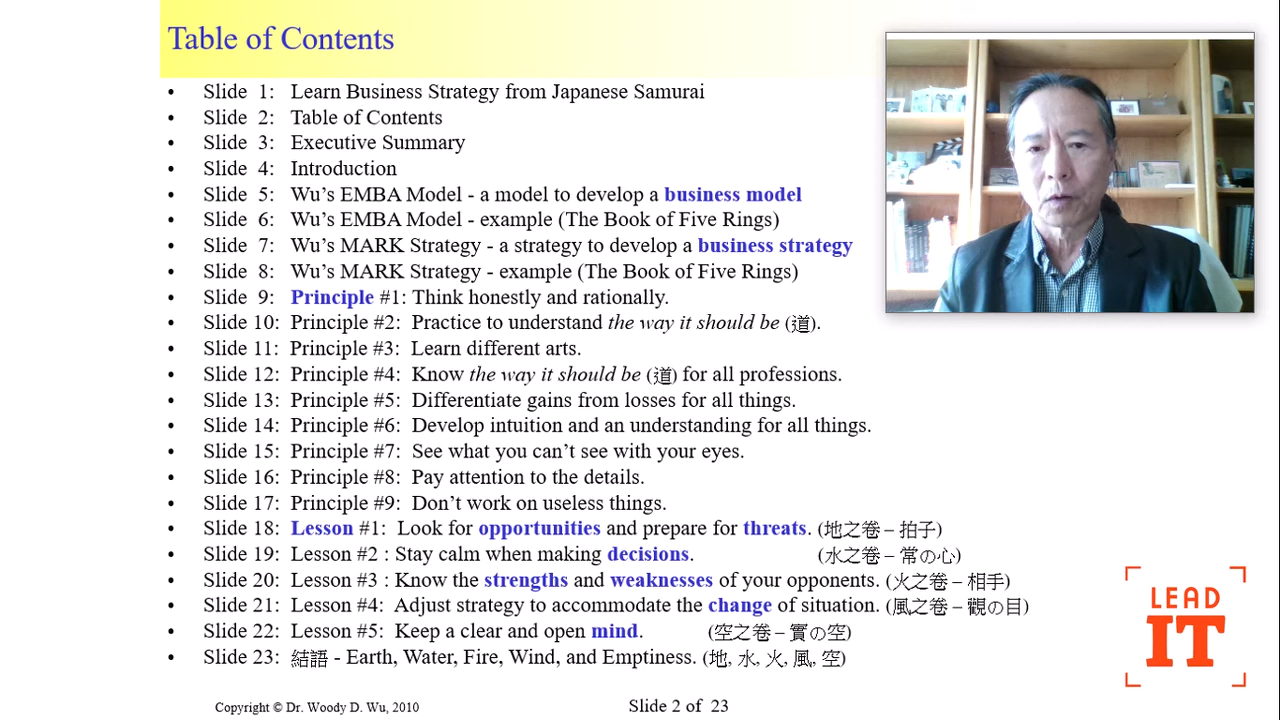 Table of Contents
• Slide 1: Learn Business Strategy from Japanese Samurai
• Slide 2: Table of Contents
• Slide 3: Executive Summary
• Slide 4: Introduction
• Slide 5: Wu’s EMBA Model - a model to develop a business model
• Slide 6: Wu’s EMBA Model - example (The Book of Five Rings)
• Slide 7: Wu’s MARK Strategy - a strategy to develop a business strategy
• Slide 8: Wu’s MARK Strategy - example (The Book of Five Rings)
• Slide 9: Principle #1: Think honestly and rationally.
• Slide 10: Principle #2: Practice to understand the way it should be (道).
• Slide 11: Principle #3: Learn different arts.
• Slide 12: Principle #4: Know the way it should be (道) for all professions.
• Slide 13: Principle #5: Differentiate gains from losses for all things.
• Slide 14: Principle #6: Develop intuition and an understanding for all things.
• Slide 15: Principle #7: See what you can’t see with your eyes.
• Slide 16: Principle #8: Pay attention to the details.
• Slide 17: Principle #9: Don’t work on useless things.
• Slide 18: Lesson #1: Look for opportunities and prepare for threats. (地之卷 – 拍子)
• Slide 19: Lesson #2 : Stay calm when making decisions. (水之卷 – 常の心)
• Slide 20: Lesson #3 : Know the strengths and weaknesses of your opponents. (火之卷 – 相手)
• Slide 21: Lesson #4: Adjust strategy to accommodate the change of situation. (風之卷 – 觀の目)
• Slide 22: Lesson #5: Keep a clear and open mind. (空之卷 – 實の空)
• Slide 23: 結語 - Earth, Water, Fire, Wind, and Emptiness. (地, 水, 火, 風, 空)
LEAD
IT
Copyright © Dr. Woody D. Wu, 2010
Slide 2 of 23